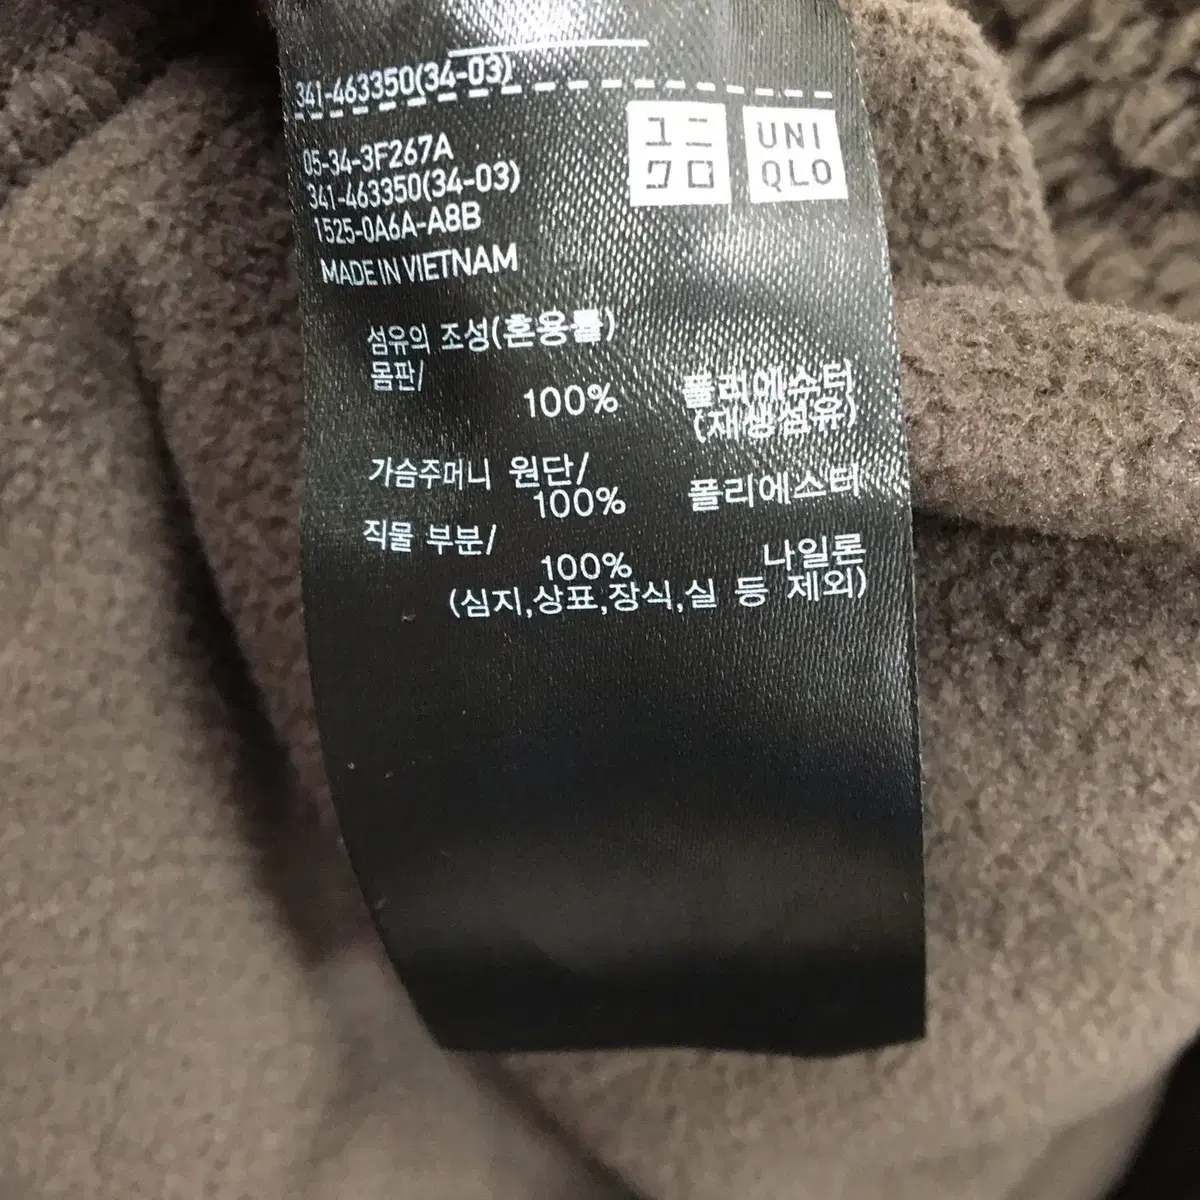 341-463350(34-03)
ユニ
クロ
UNI
QLO
05-34-3F267A
341-463350(34-03)
1525-0A6A-A8B
MADE IN VIETNAM
섬유의 조성(혼용률)
몸판/
100% 폴리에스터
(재생섬유)
가슴주머니 원단/
100% 폴리에스터
직물 부분/
100% 나일론
(심지,상표,장식,실 등 제외)